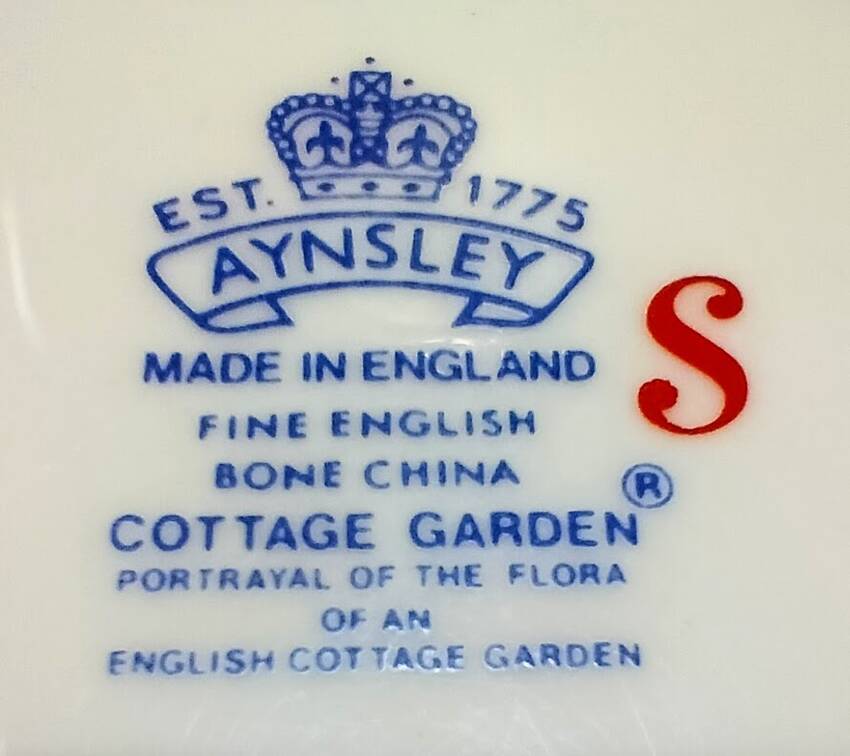 EST. 1775
AYNSLEY
MADE IN ENGLAND
S
FINE ENGLISH
BONE CHINA
COTTAGE GARDEN ®
PORTRAYAL OF THE FLORA
OF AN
ENGLISH COTTAGE GARDEN